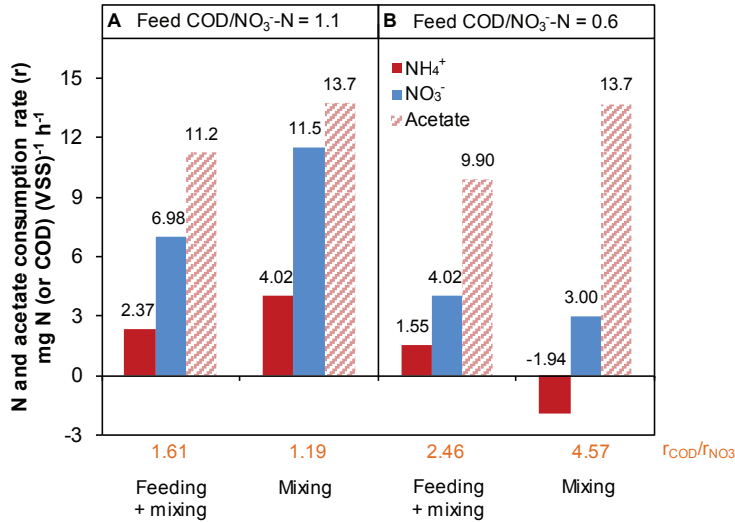 A Feed COD/NO₃⁻-N = 1.1
B Feed COD/NO₃⁻-N = 0.6
N and acetate consumption rate (r)
mg N (or COD) (VSS)⁻¹ h⁻¹
15
12
9
6
3
0
-3
2.37
6.98
11.2
4.02
11.5
13.7
NH₄⁺
NO₃⁻
Acetate
1.55
4.02
9.90
-1.94
3.00
13.7
1.61 1.19 2.46 4.57 r_COD/r_NO3
Feeding
+ mixing
Mixing
Feeding
+ mixing
Mixing